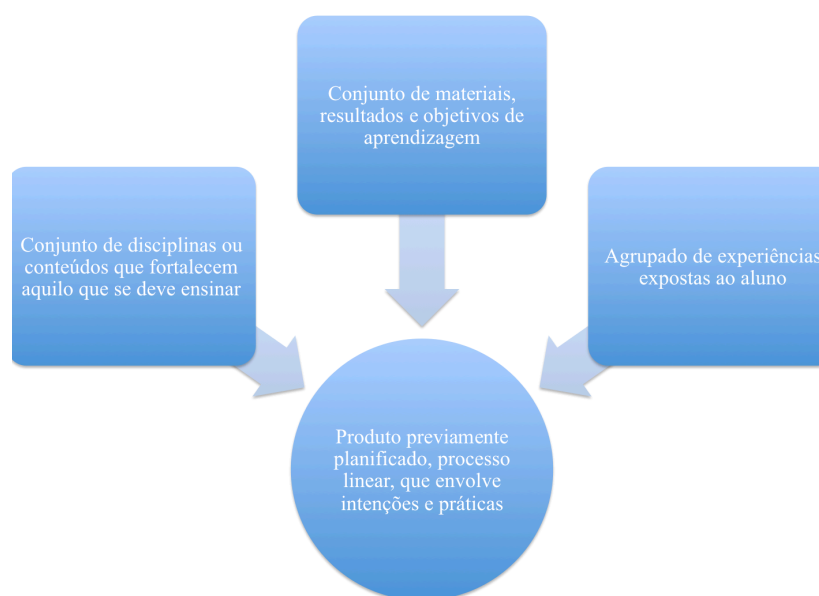 Conjunto de materiais,
resultados e objetivos de
aprendizagem
Conjunto de disciplinas ou
conteúdos que fortalecem
aquilo que se deve ensinar
Agrupado de experiências
expostas ao aluno
Produto previamente
planificado, processo
linear, que envolve
intenções e práticas